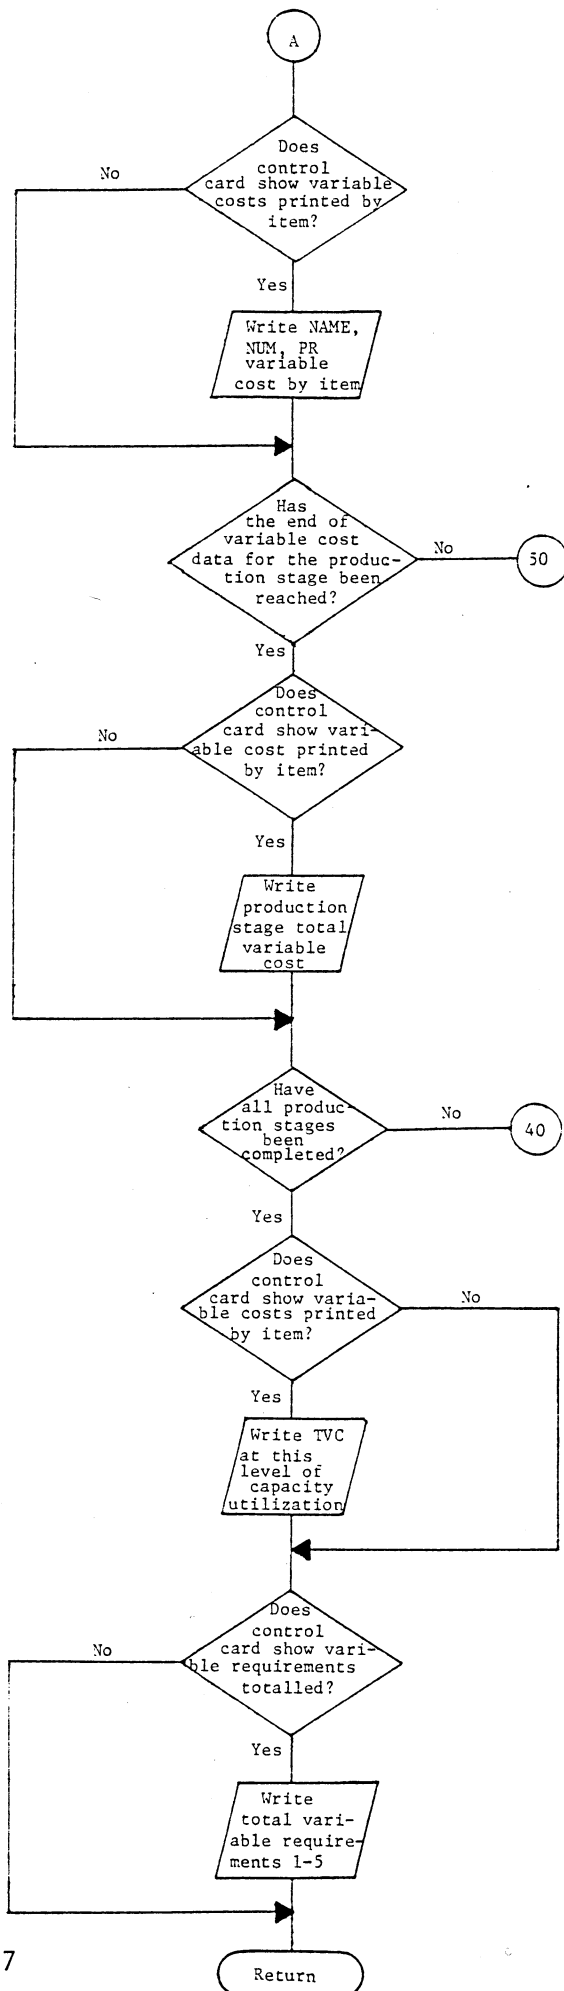 A
Does
control
card show variable
costs printed by
item?
No
Yes
Write NAME,
NUM, PR
variable
cost by item
Has
the end of
variable cost
data for the produc-
tion stage been
reached?
No
50
Yes
Does
control
card show vari-
able cost printed
by item?
No
Yes
Write
production
stage total
variable
cost
Have
all produc-
tion stages
been
completed?
No
40
Yes
Does
control
card show varia-
ble costs printed
by item?
No
Yes
Write TVC
at this
level of
capacity
utilization
Does
control
card show vari-
ble requirements
totalled?
No
Yes
Write
total vari-
able require-
ments 1-5
7
Return